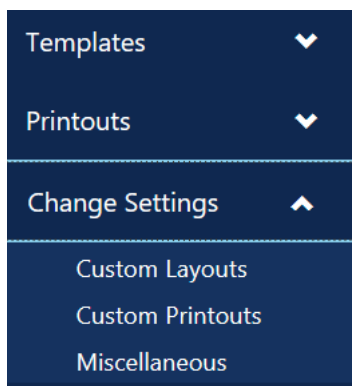 Templates
Printouts
Change Settings
Custom Layouts
Custom Printouts
Miscellaneous